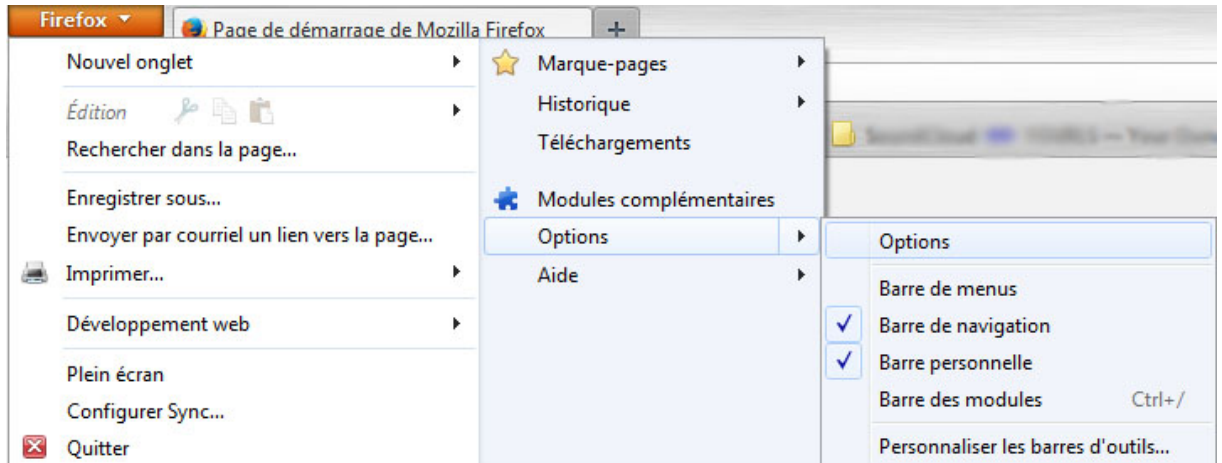 Firefox
Page de démarrage de Mozilla Firefox
+
Nouvel onglet
Édition
Rechercher dans la page...
Enregistrer sous...
Envoyer par courriel un lien vers la page...
Imprimer...
Développement web
Plein écran
Configurer Sync...
Quitter
Marque-pages
Historique
Téléchargements
Modules complémentaires
Options
Aide
Options
Barre de menus
Barre de navigation
Barre personnelle
Barre des modules Ctrl+/
Personnaliser les barres d'outils...